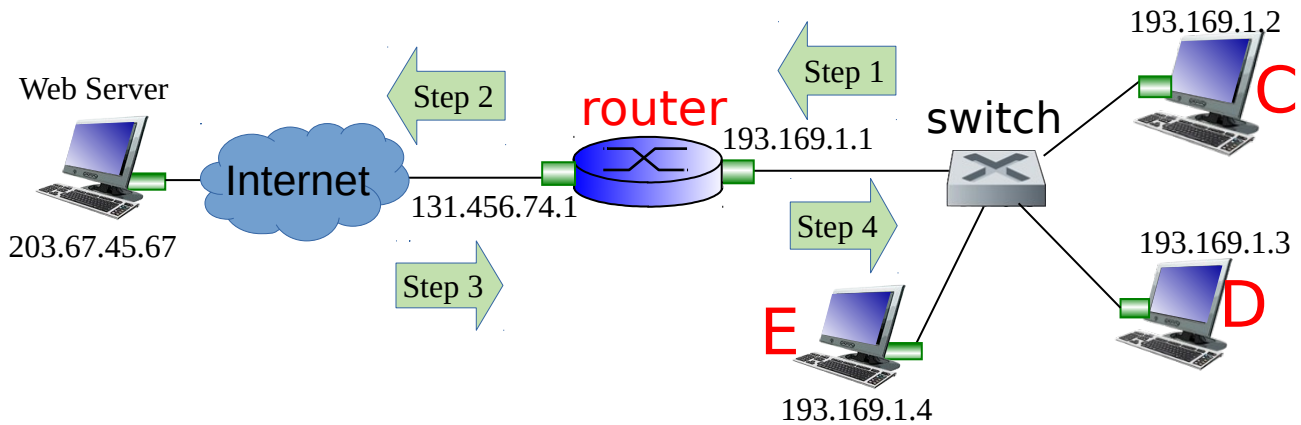 193.169.1.2
Step 1
Step 2
Web Server
router
C
switch
193.169.1.1
Internet
131.456.74.1
203.67.45.67
Step 4
193.169.1.3
Step 3
E
D
193.169.1.4